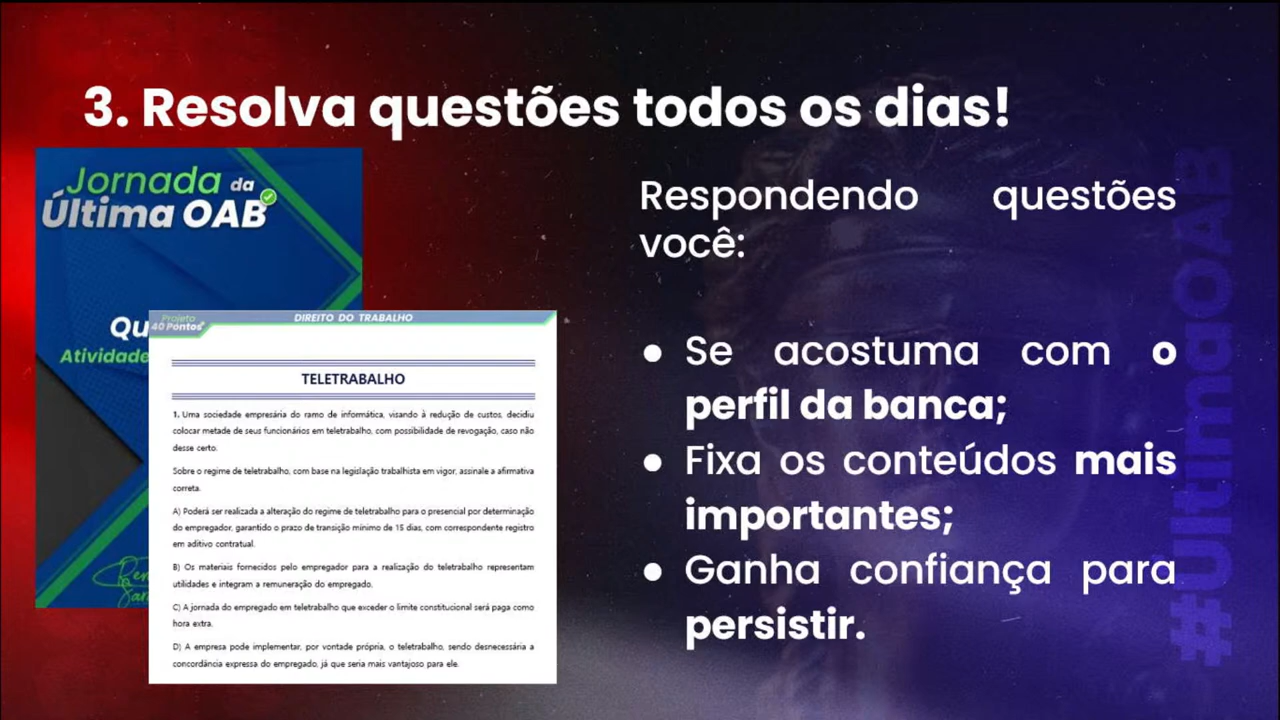 3. Resolva questões todos os dias!
Jornada da
Última OAB
Qu
Atividade
Projeto
40 Pontos
DIREITO DO TRABALHO
TELETRABALHO
1. Uma sociedade empresária do ramo de informática, visando à redução de custos, decidiu
colocar metade de seus funcionários em teletrabalho, com possibilidade de revogação, caso não
desse certo.
Sobre o regime de teletrabalho, com base na legislação trabalhista em vigor, assinale a afirmativa
correta.
A) Poderá ser realizada a alteração do regime de teletrabalho para o presencial por determinação
do empregador, garantido o prazo de transição mínimo de 15 dias, com correspondente registro
em aditivo contratual.
B) Os materiais fornecidos pelo empregador para a realização do teletrabalho representam
utilidades e integram a remuneração do empregado.
C) A jornada do empregado em teletrabalho que exceder o limite constitucional será paga como
hora extra.
D) A empresa pode implementar, por vontade própria, o teletrabalho, sendo desnecessária a
concordância expressa do empregado, já que seria mais vantajoso para ele.
Respondendo questões
você:
● Se acostuma com o
perfil da banca;
● Fixa os conteúdos mais
importantes;
● Ganha confiança para
persistir.
#ÚltimaOAB